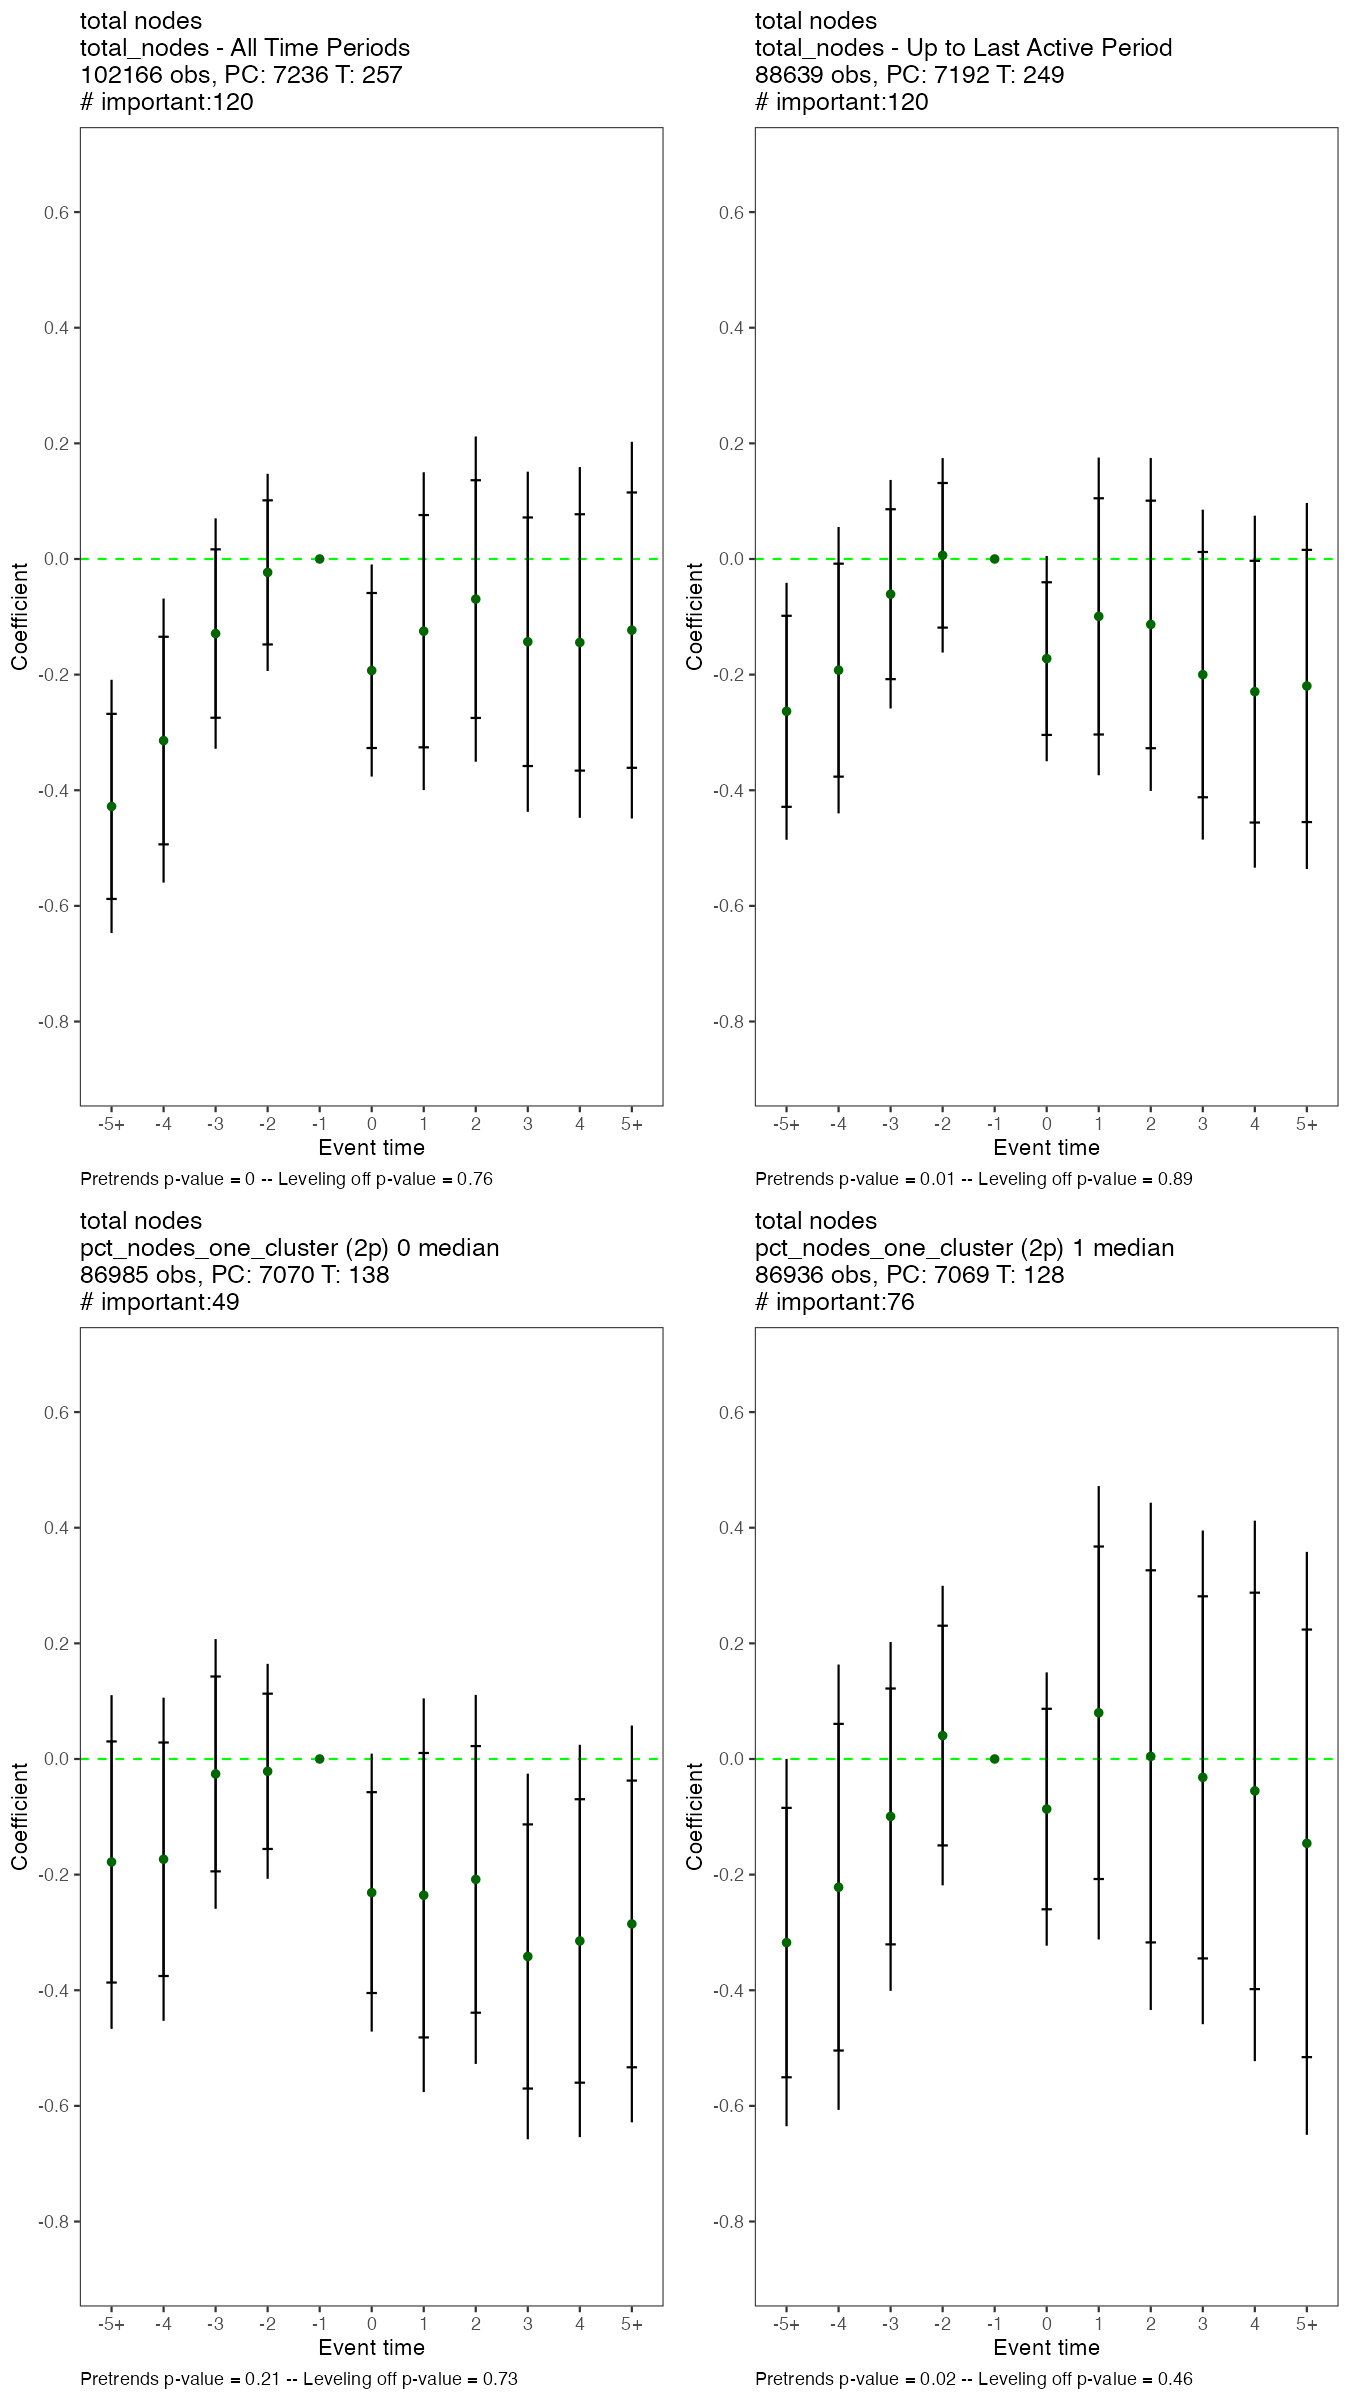 total nodes
total_nodes - All Time Periods
102166 obs, PC: 7236 T: 257
# important:120
Coefficient
0.6
0.4
0.2
0.0
-0.2
-0.4
-0.6
-0.8
-5+ -4 -3 -2 -1 0 1 2 3 4 5+
Event time
Pretrends p-value = 0 -- Leveling off p-value = 0.76
total nodes
total_nodes - Up to Last Active Period
88639 obs, PC: 7192 T: 249
# important:120
Coefficient
0.6
0.4
0.2
0.0
-0.2
-0.4
-0.6
-0.8
-5+ -4 -3 -2 -1 0 1 2 3 4 5+
Event time
Pretrends p-value = 0.01 -- Leveling off p-value = 0.89
total nodes
pct_nodes_one_cluster (2p) 0 median
86985 obs, PC: 7070 T: 138
# important:49
Coefficient
0.6
0.4
0.2
0.0
-0.2
-0.4
-0.6
-0.8
-5+ -4 -3 -2 -1 0 1 2 3 4 5+
Event time
Pretrends p-value = 0.21 -- Leveling off p-value = 0.73
total nodes
pct_nodes_one_cluster (2p) 1 median
86936 obs, PC: 7069 T: 128
# important:76
Coefficient
0.6
0.4
0.2
0.0
-0.2
-0.4
-0.6
-0.8
-5+ -4 -3 -2 -1 0 1 2 3 4 5+
Event time
Pretrends p-value = 0.02 -- Leveling off p-value = 0.46